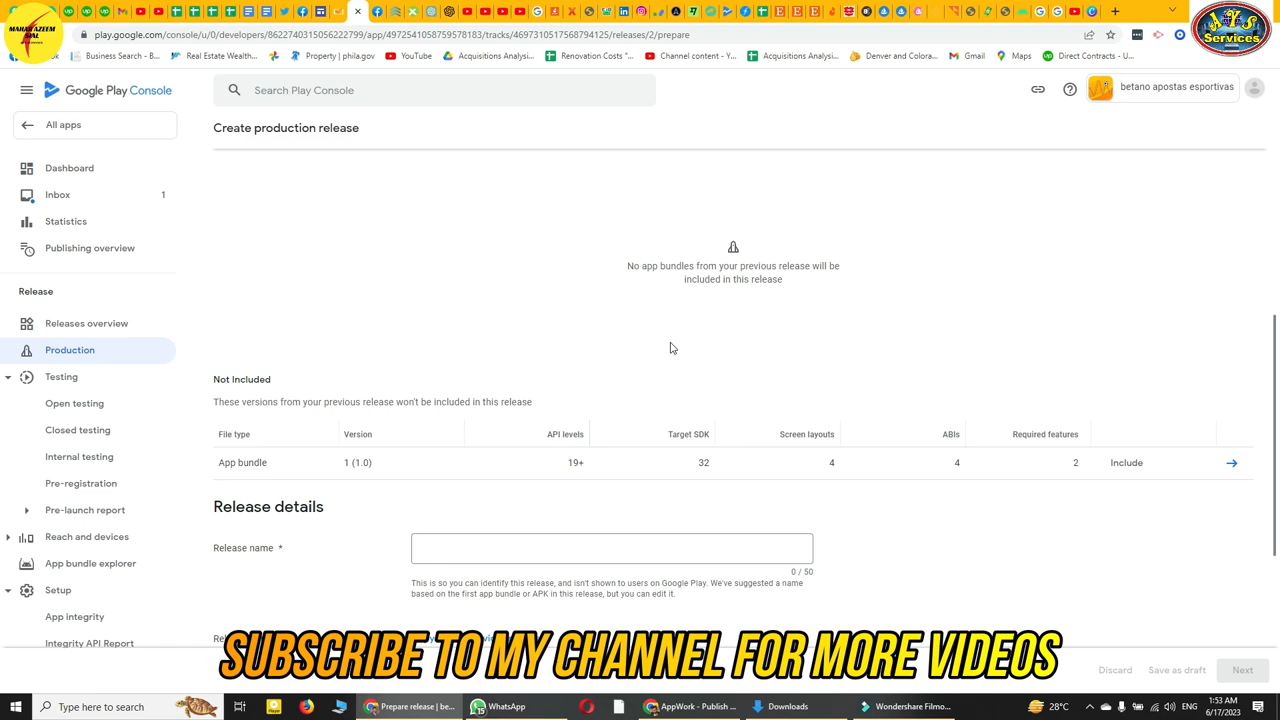 play.google.com/console/u/0/developers/8622740315056222799/app/4972541058759578183/tracks/4697310517568794125/releases/2/prepare
Business Search - B...
Real Estate Wealth...
Property | phila.gov
YouTube
Acquisitions Analysi...
Renovation Costs "...
Channel content - Y...
Acquisitions Analysi...
Denver and Colora...
Gmail
Maps
Direct Contracts - U...
MAHAR AZEEM
SIAL
Services
Google Play Console
Search Play Console
betano apostas esportivas
All apps
Create production release
Dashboard
Inbox 1
Statistics
Publishing overview
Release
Releases overview
Production
Testing
Open testing
Closed testing
Internal testing
Pre-registration
Pre-launch report
Reach and devices
App bundle explorer
Setup
App integrity
Integrity API Report
No app bundles from your previous release will be
included in this release
Not included
These versions from your previous release won't be included in this release
File type Version API levels Target SDK Screen layouts ABIs Required features
App bundle 1 (1.0) 19+ 32 4 4 2 Include
Release details
Release name *
0 / 50
This is so you can identify this release, and isn't shown to users on Google Play. We've suggested a name
based on the first app bundle or APK in this release, but you can edit it.
SUBSCRIBE TO MY CHANNEL FOR MORE VIDEOS
Discard Save as draft Next
Type here to search
Prepare release | be...
WhatsApp
AppWork - Publish ...
Downloads
Wondershare Filmo...
28°C
1:53 AM
6/17/2023